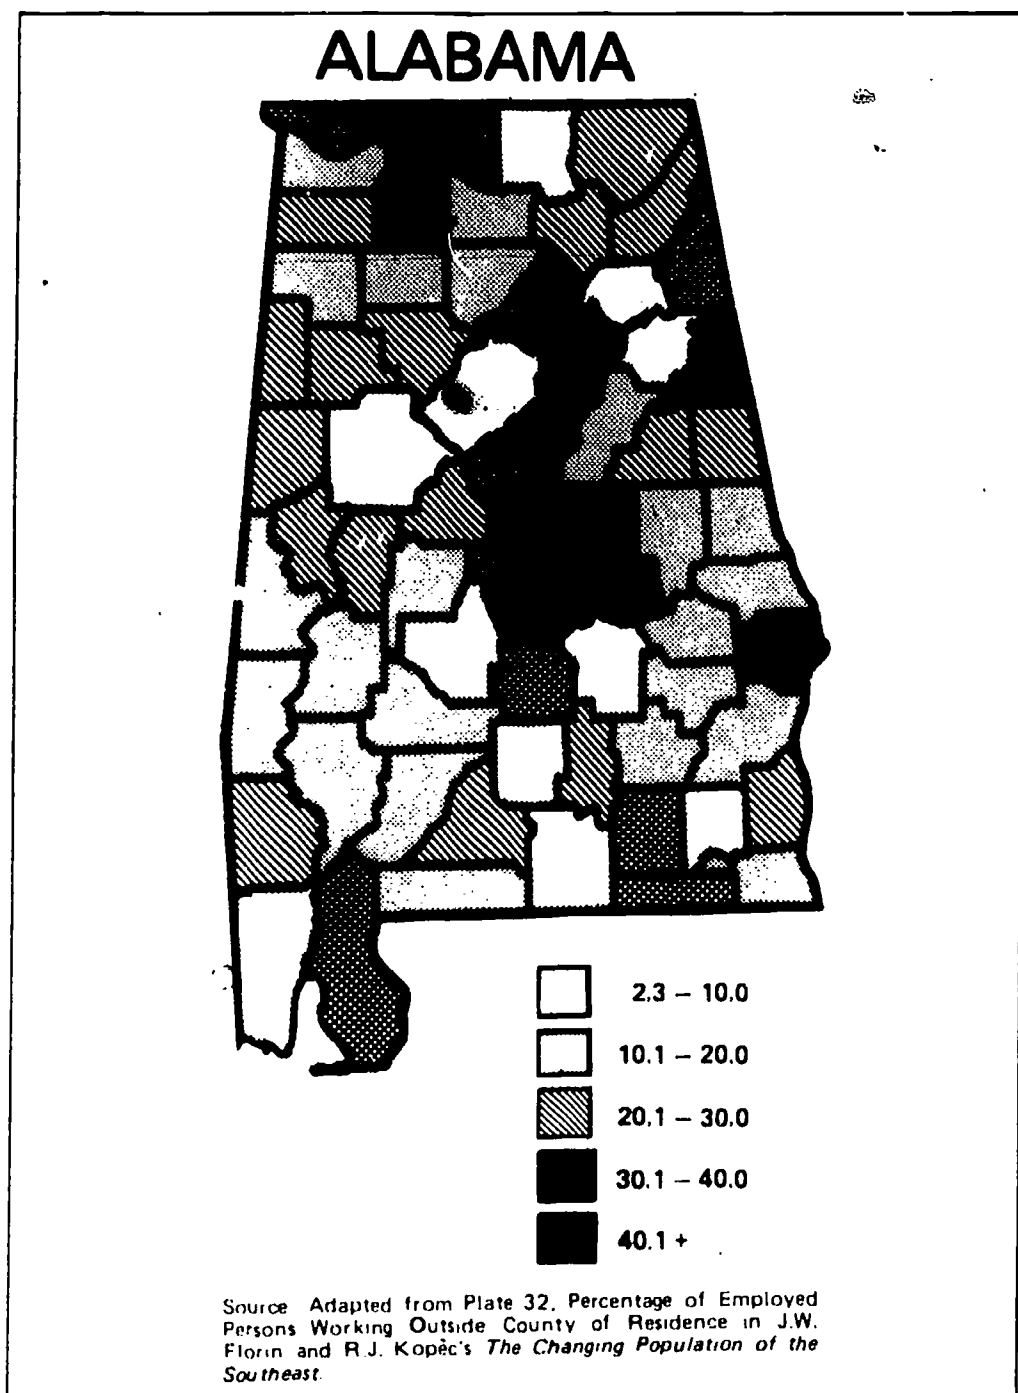 ALABAMA
2.3 – 10.0
10.1 – 20.0
20.1 – 30.0
30.1 – 40.0
40.1 +
Source Adapted from Plate 32, Percentage of Employed
Persons Working Outside County of Residence in J.W.
Florin and R.J. Kopèc's The Changing Population of the
Southeast.